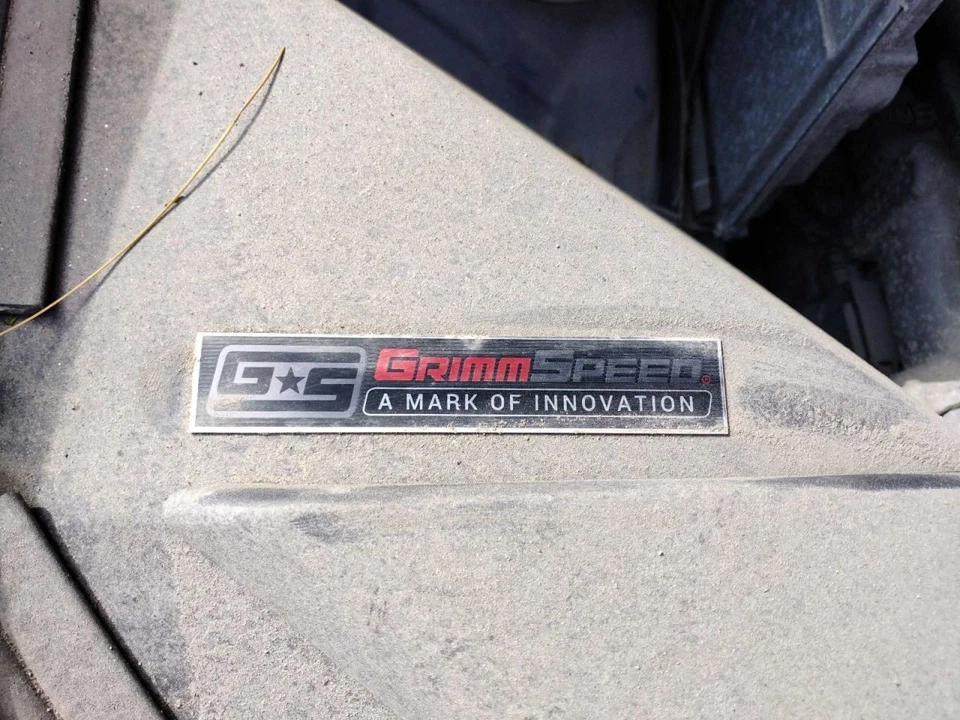 G★S
GRIMMSPEED®
A MARK OF INNOVATION